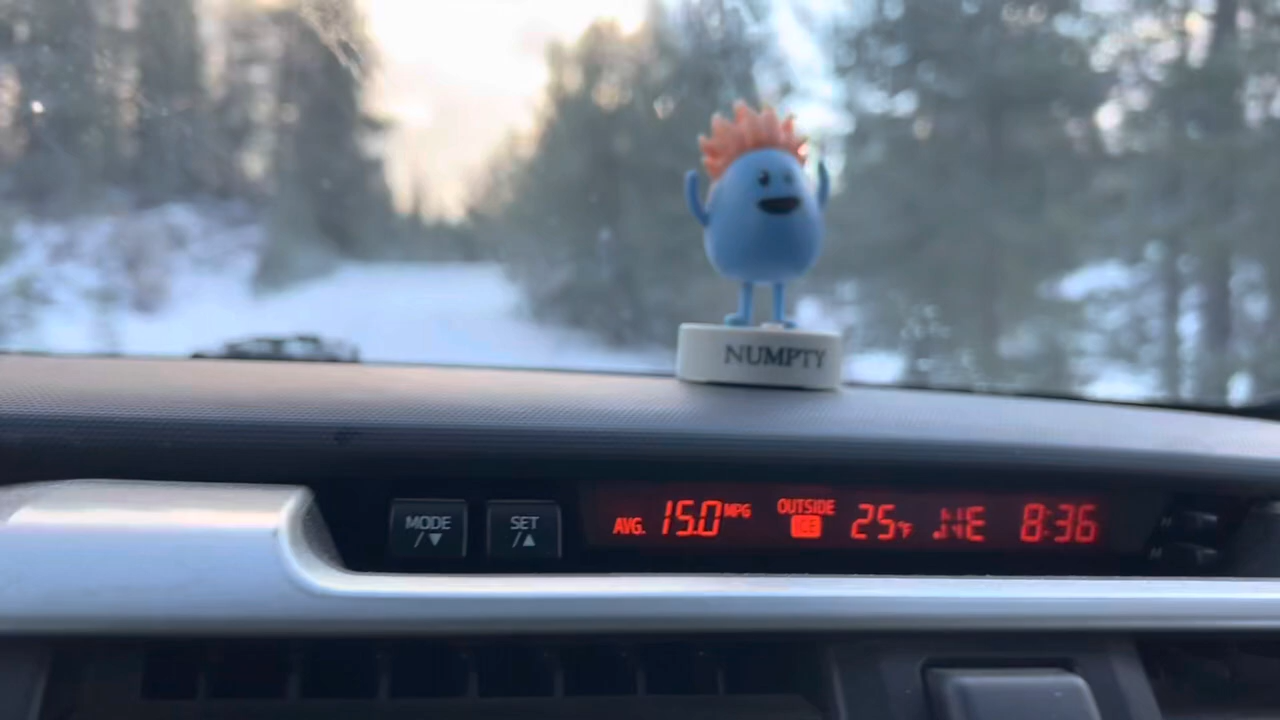 NUMPTY
MODE
/▼
SET
/▲
AVG. 15.0 MPG
OUTSIDE
ICE
25°F NE 8:36
H
M